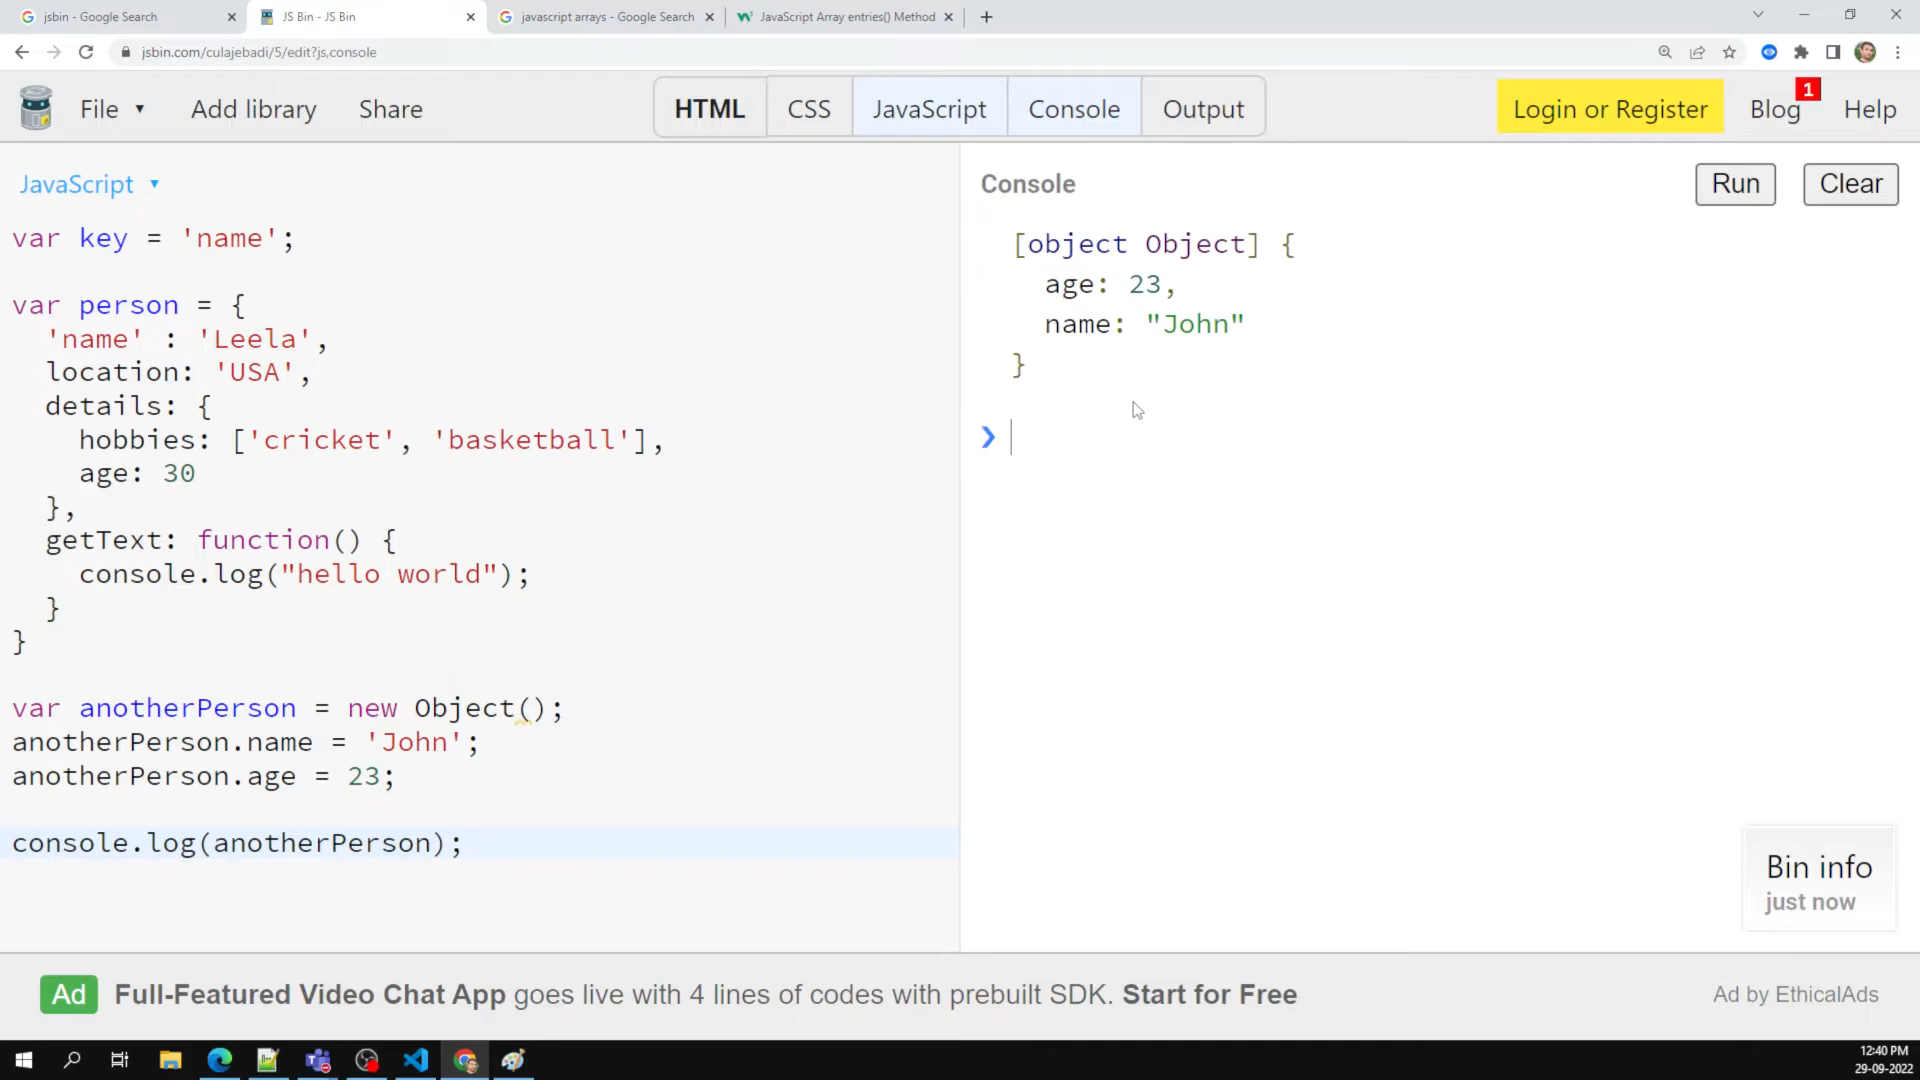 jsbin - Google Search
JS Bin - JS Bin
javascript arrays - Google Search
JavaScript Array entries() Method
jsbin.com/culajebadi/5/edit?js,console
File
Add library
Share
HTML
CSS
JavaScript
Console
Output
Login or Register
Blog
1
Help
JavaScript
var key = 'name';
var person = {
'name' : 'Leela',
location: 'USA',
details: {
hobbies: ['cricket', 'basketball'],
age: 30
},
getText: function() {
console.log("hello world");
}
}
var anotherPerson = new Object();
anotherPerson.name = 'John';
anotherPerson.age = 23;
console.log(anotherPerson);
Console
Run
Clear
[object Object] {
age: 23,
name: "John"
}
Bin info
just now
Ad
Full-Featured Video Chat App goes live with 4 lines of codes with prebuilt SDK. Start for Free
Ad by EthicalAds
12:40 PM
29-09-2022